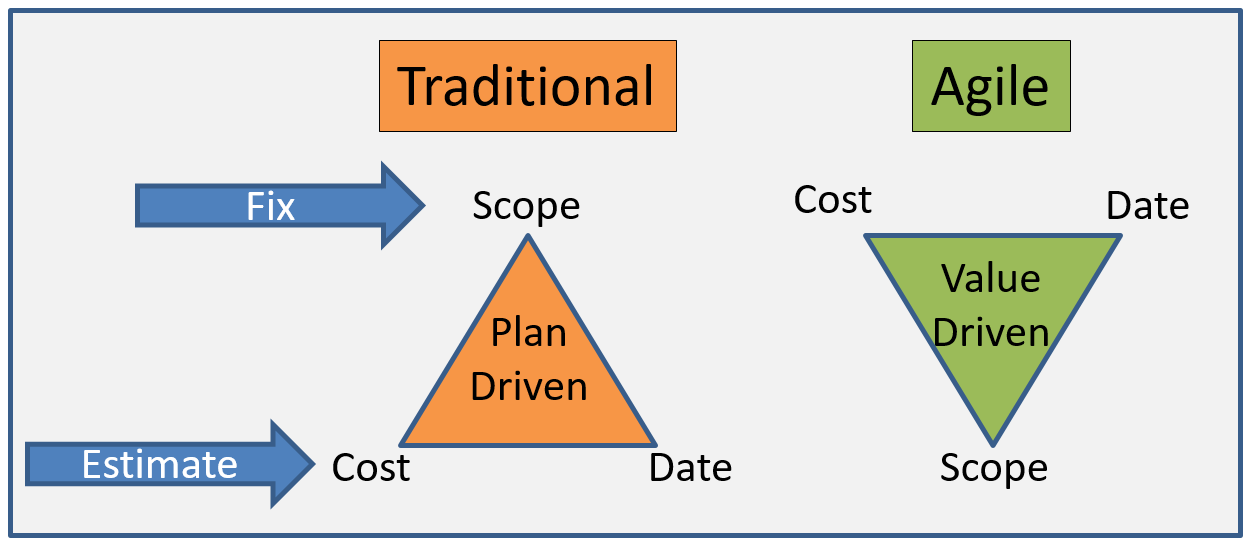 Traditional
Agile
Fix
Scope
Cost
Date
Plan
Driven
Value
Driven
Estimate
Cost
Date
Scope